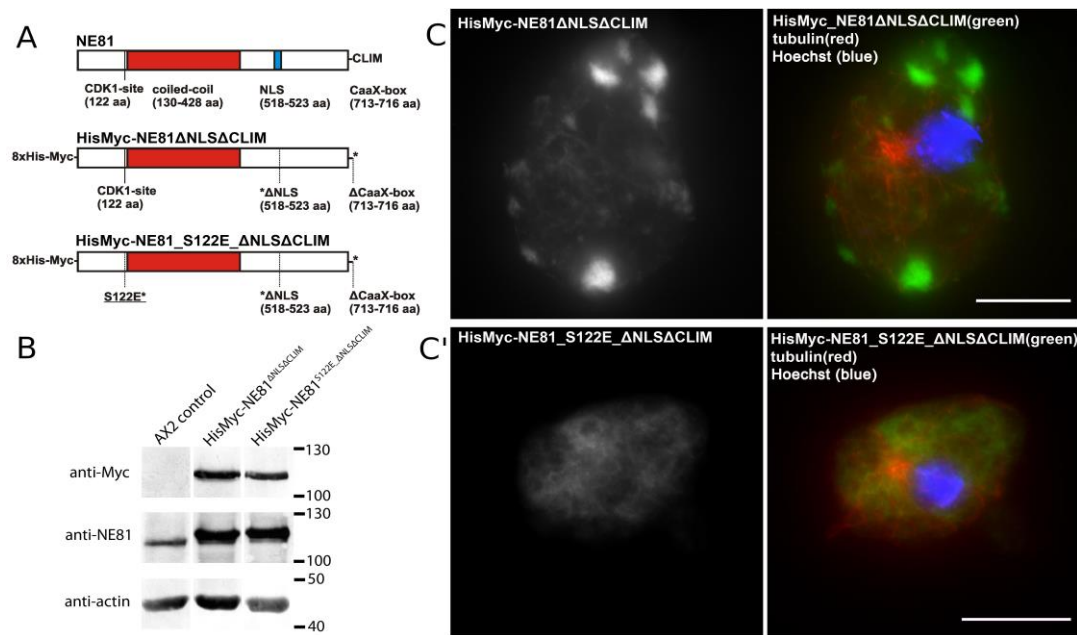 A
NE81
CLIM
CDK1-site
(122 aa)
coiled-coil
(130-428 aa)
NLS
(518-523 aa)
CaaX-box
(713-716 aa)
HisMyc-NE81ΔNLSΔCLIM
8xHis-Myc
*
CDK1-site
(122 aa)
*ΔNLS
(518-523 aa)
ΔCaaX-box
(713-716 aa)
HisMyc-NE81_S122E_ΔNLSΔCLIM
8xHis-Myc
*
S122E*
*ΔNLS
(518-523 aa)
ΔCaaX-box
(713-716 aa)
B
AX2 control
HisMyc-NE81ΔNLSΔCLIM
HisMyc-NE81S122E_ΔNLSΔCLIM
anti-Myc
130
100
anti-NE81
130
100
anti-actin
50
40
C
HisMyc-NE81ΔNLSΔCLIM
HisMyc_NE81ΔNLSΔCLIM(green)
tubulin(red)
Hoechst (blue)
C'
HisMyc-NE81_S122E_ΔNLSΔCLIM
HisMyc-NE81_S122E_ΔNLSΔCLIM(green)
tubulin(red)
Hoechst (blue)